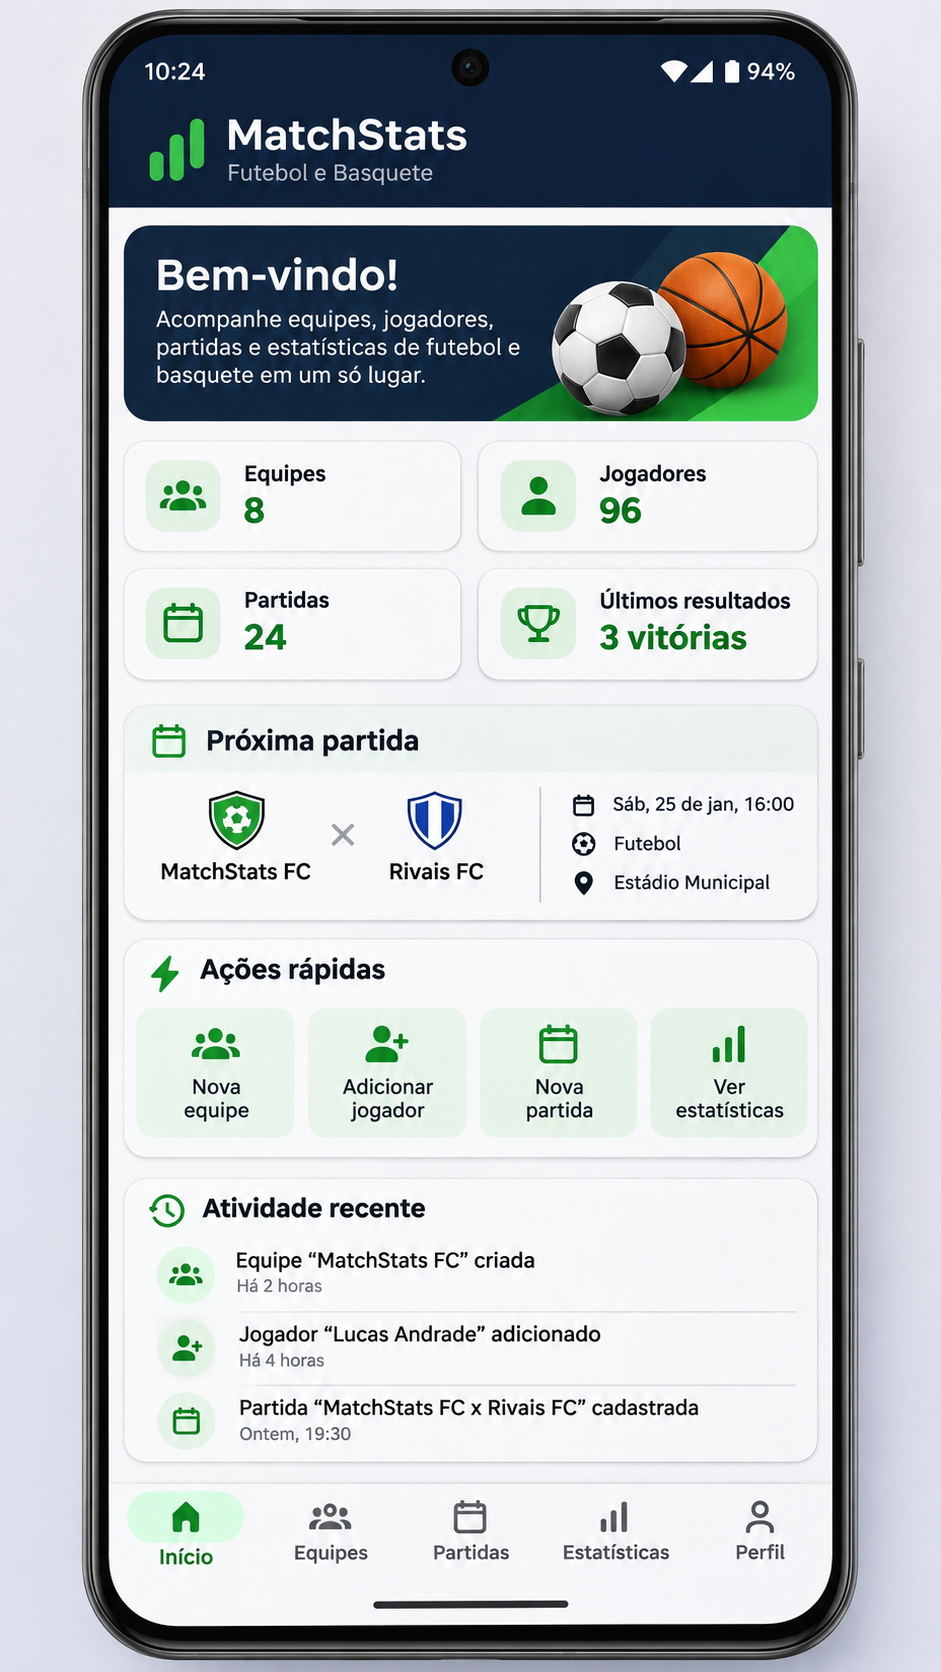 10:24
94%
MatchStats
Futebol e Basquete
Bem-vindo!
Acompanhe equipes, jogadores,
partidas e estatísticas de futebol e
basquete em um só lugar.
Equipes
8
Jogadores
96
Partidas
24
Últimos resultados
3 vitórias
Próxima partida
MatchStats FC
Rivais FC
Sáb, 25 de jan, 16:00
Futebol
Estádio Municipal
Ações rápidas
Nova
equipe
Adicionar
jogador
Nova
partida
Ver
estatísticas
Atividade recente
Equipe “MatchStats FC” criada
Há 2 horas
Jogador “Lucas Andrade” adicionado
Há 4 horas
Partida “MatchStats FC x Rivais FC” cadastrada
Ontem, 19:30
Início
Equipes
Partidas
Estatísticas
Perfil